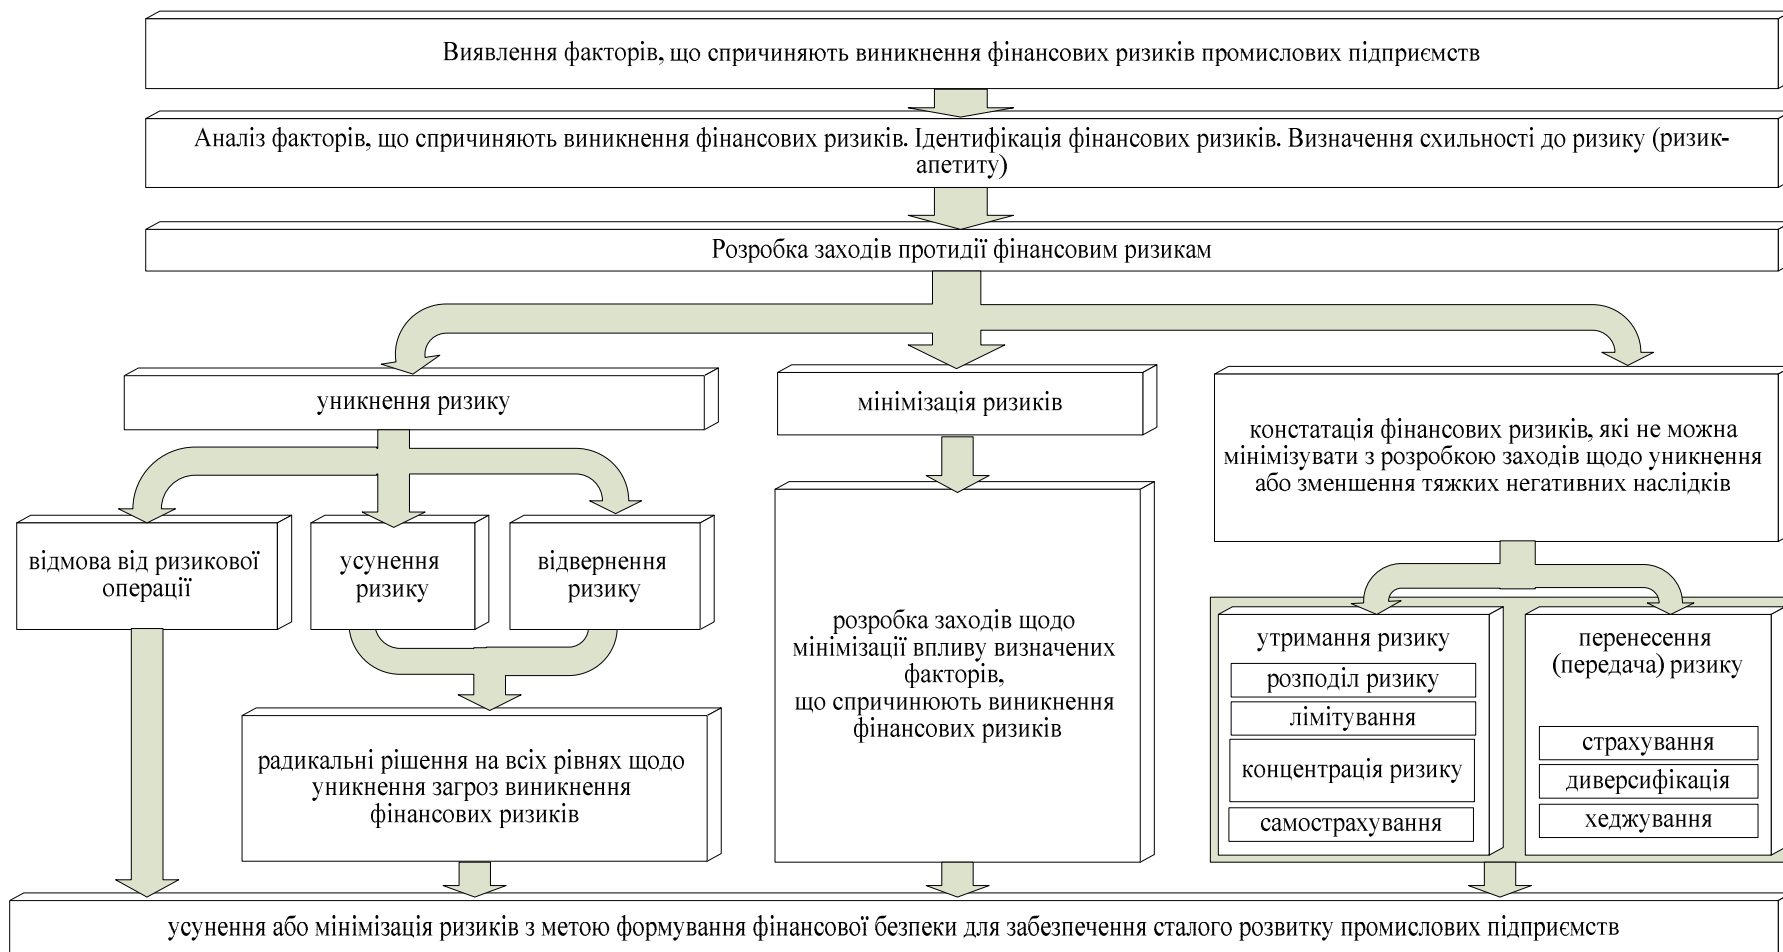 Виявлення факторів, що спричиняють виникнення фінансових ризиків промислових підприємств
Аналіз факторів, що спричиняють виникнення фінансових ризиків. Ідентифікація фінансових ризиків. Визначення схильності до ризику (ризик-
апетиту)
Розробка заходів протидії фінансовим ризикам
уникнення ризику
мінімізація ризиків
констатація фінансових ризиків, які не можна
мінімізувати з розробкою заходів щодо уникнення
або зменшення тяжких негативних наслідків
відмова від ризикової
операції
усунення
ризику
відвернення
ризику
радикальні рішення на всіх рівнях щодо
уникнення загроз виникнення
фінансових ризиків
розробка заходів щодо
мінімізації впливу визначених
факторів,
що спричинюють виникнення
фінансових ризиків
утримання ризику
розподіл ризику
лімітування
концентрація ризику
самострахування
перенесення
(передача) ризику
страхування
диверсифікація
хеджування
усунення або мінімізація ризиків з метою формування фінансової безпеки для забезпечення сталого розвитку промислових підприємств